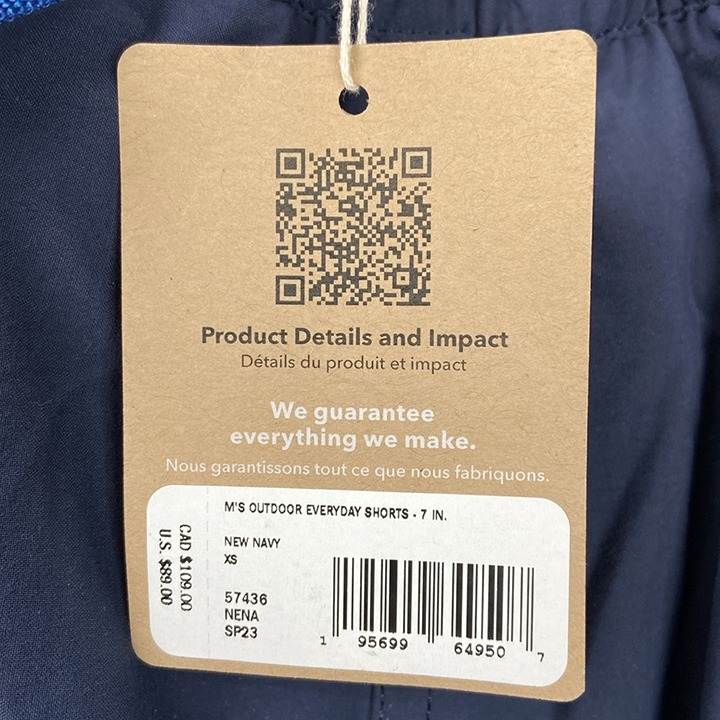 Product Details and Impact
Détails du produit et impact
We guarantee
everything we make.
Nous garantissons tout ce que nous fabriquons.
CAD $109.00
U.S. $89.00
M'S OUTDOOR EVERYDAY SHORTS - 7 IN.
NEW NAVY
XS
57436
NENA
SP23
1 95699 64950 7